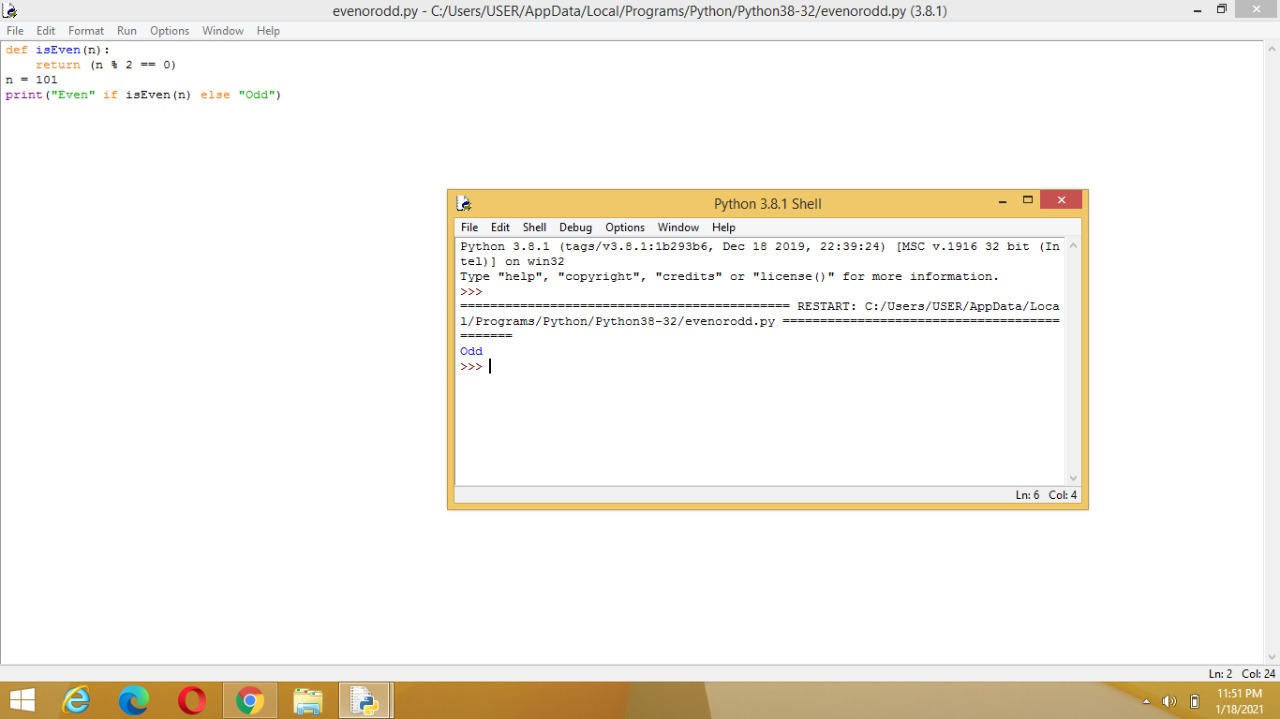 evenorodd.py - C:/Users/USER/AppData/Local/Programs/Python/Python38-32/evenorodd.py (3.8.1)
File Edit Format Run Options Window Help
def isEven(n):
    return (n % 2 == 0)
n = 101
print("Even" if isEven(n) else "Odd")
Python 3.8.1 Shell
File Edit Shell Debug Options Window Help
Python 3.8.1 (tags/v3.8.1:1b293b6, Dec 18 2019, 22:39:24) [MSC v.1916 32 bit (In
tel)] on win32
Type "help", "copyright", "credits" or "license()" for more information.
>>>
============================================ RESTART: C:/Users/USER/AppData/Loca
l/Programs/Python/Python38-32/evenorodd.py =====================================
=======
Odd
>>>
Ln: 6 Col: 4
Ln: 2 Col: 24
11:51 PM
1/18/2021